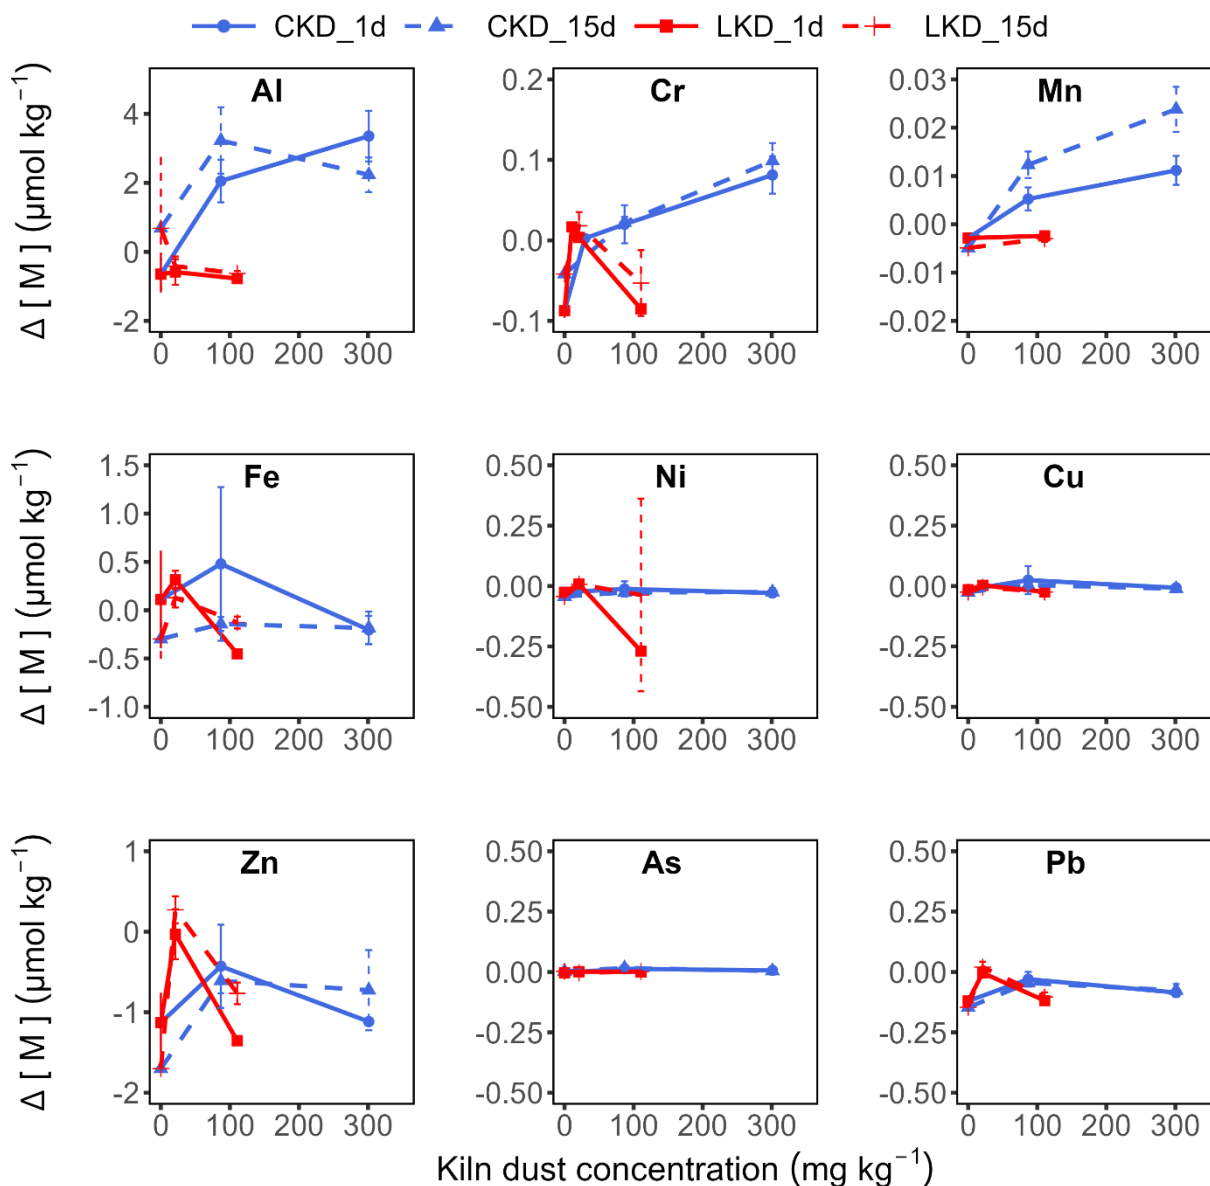 CKD_1d CKD_15d LKD_1d LKD_15d
Al Cr Mn
Δ [ M ] (μmol kg⁻¹)
4
2
0
-2
0 100 200 300
0.2
0.1
0.0
-0.1
0 100 200 300
0.03
0.02
0.01
0.00
-0.01
-0.02
0 100 200 300
Fe Ni Cu
Δ [ M ] (μmol kg⁻¹)
1.5
1.0
0.5
0.0
-0.5
-1.0
0 100 200 300
0.50
0.25
0.00
-0.25
-0.50
0 100 200 300
0.50
0.25
0.00
-0.25
-0.50
0 100 200 300
Zn As Pb
Δ [ M ] (μmol kg⁻¹)
1
0
-1
-2
0 100 200 300
0.50
0.25
0.00
-0.25
-0.50
0 100 200 300
0.50
0.25
0.00
-0.25
-0.50
0 100 200 300
Kiln dust concentration (mg kg⁻¹)